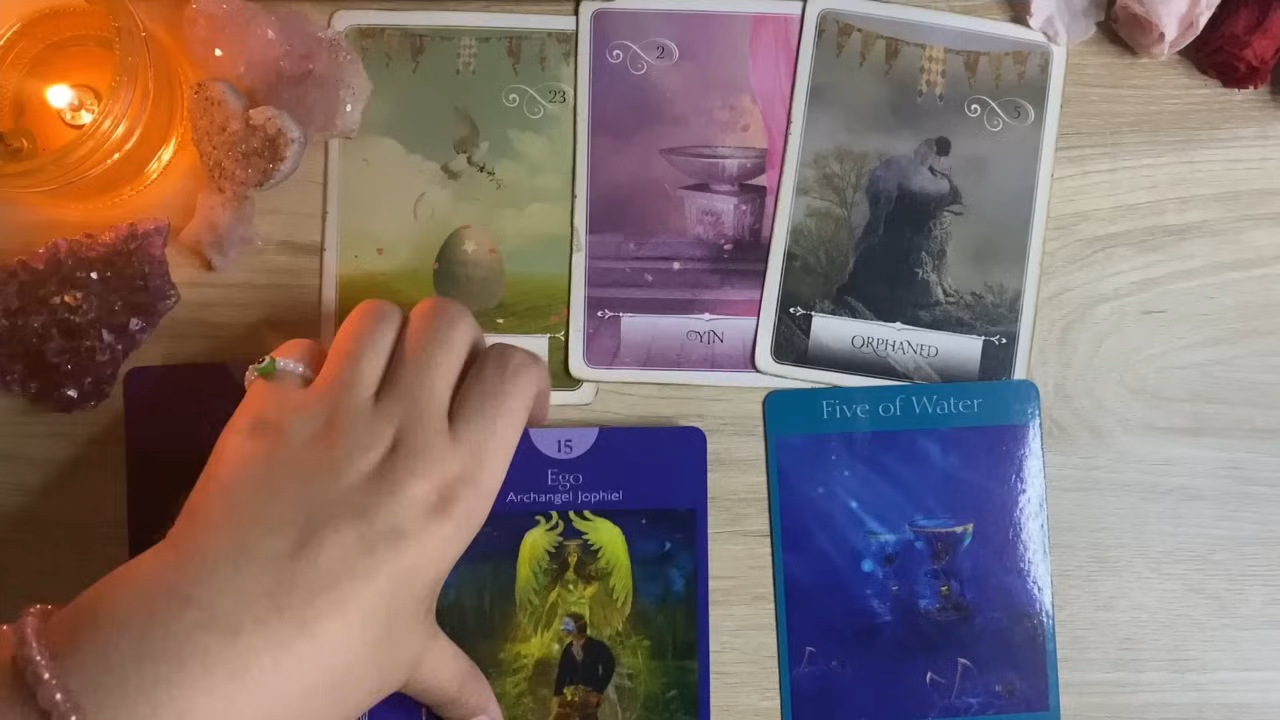 23
2
5
YIN
ORPHANED
15
Ego
Archangel Jophiel
Five of Water